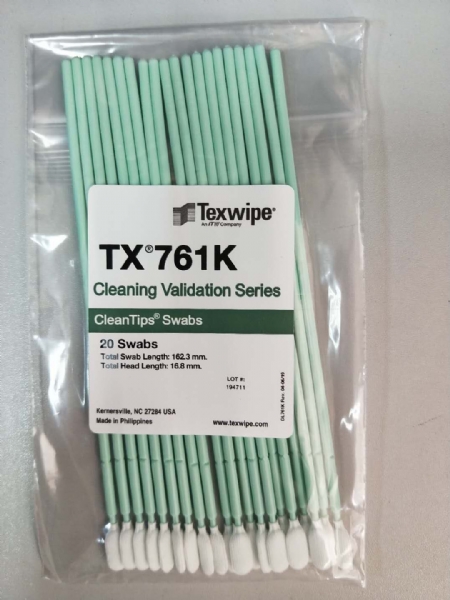 Texwipe®
An ITW Company
TX®761K
Cleaning Validation Series
CleanTips® Swabs
20 Swabs
Total Swab Length: 162.3 mm.
Total Head Length: 16.8 mm.
LOT #:
194711
Kernersville, NC 27284 USA
Made in Philippines
www.texwipe.com